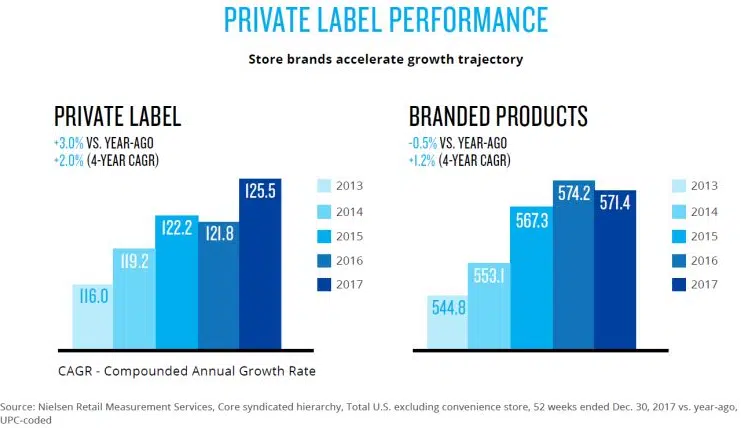 PRIVATE LABEL PERFORMANCE
Store brands accelerate growth trajectory
PRIVATE LABEL
+3.0% VS. YEAR-AGO
+2.0% (4-YEAR CAGR)
116.0
119.2
122.2
121.8
125.5
2013
2014
2015
2016
2017
BRANDED PRODUCTS
-0.5% VS. YEAR-AGO
+1.2% (4-YEAR CAGR)
544.8
553.1
567.3
574.2
571.4
2013
2014
2015
2016
2017
CAGR - Compounded Annual Growth Rate
Source: Nielsen Retail Measurement Services, Core syndicated hierarchy, Total U.S. excluding convenience store, 52 weeks ended Dec. 30, 2017 vs. year-ago,
UPC-coded